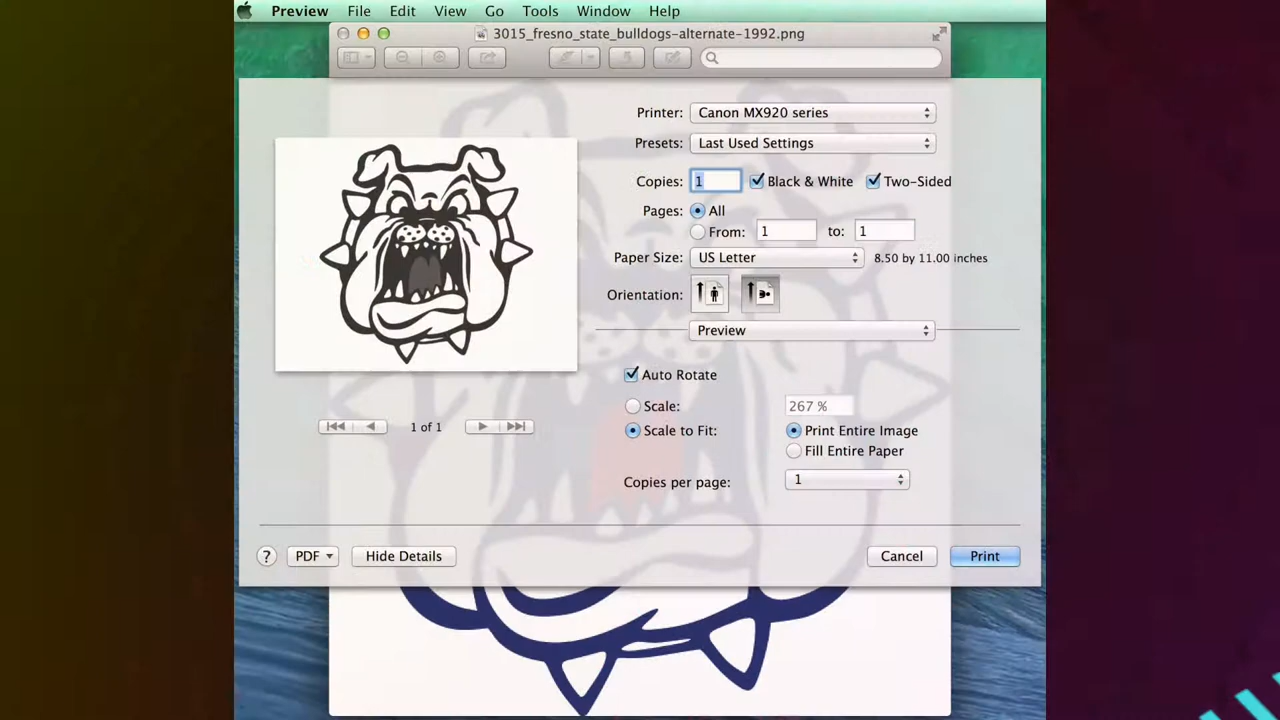 Preview File Edit View Go Tools Window Help
3015_fresno_state_bulldogs-alternate-1992.png
Printer: Canon MX920 series
Presets: Last Used Settings
Copies: 1 Black & White Two-Sided
Pages: All
From: 1 to: 1
Paper Size: US Letter 8.50 by 11.00 inches
Orientation:
Preview
Auto Rotate
Scale: 267 %
Scale to Fit: Print Entire Image
Fill Entire Paper
1 of 1
Copies per page: 1
? PDF Hide Details Cancel Print